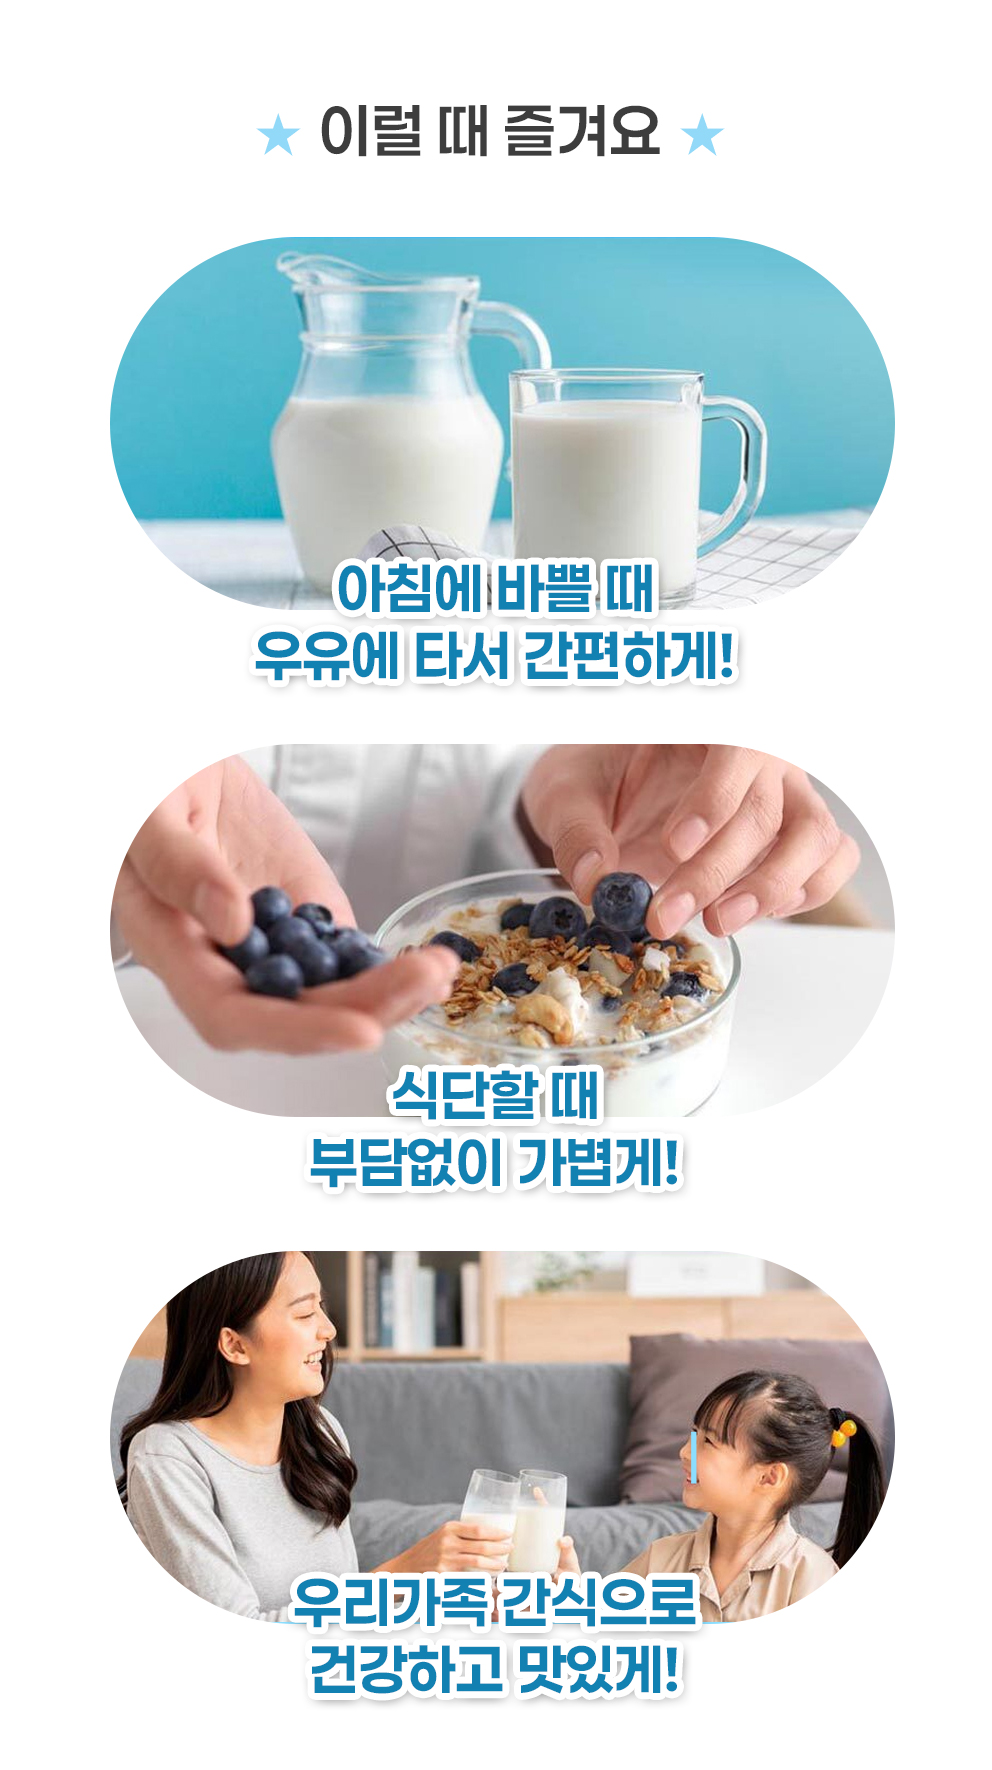 ★ 이럴 때 즐겨요 ★
아침에 바쁠 때
우유에 타서 간편하게!
식단할 때
부담없이 가볍게!
우리가족 간식으로
건강하고 맛있게!